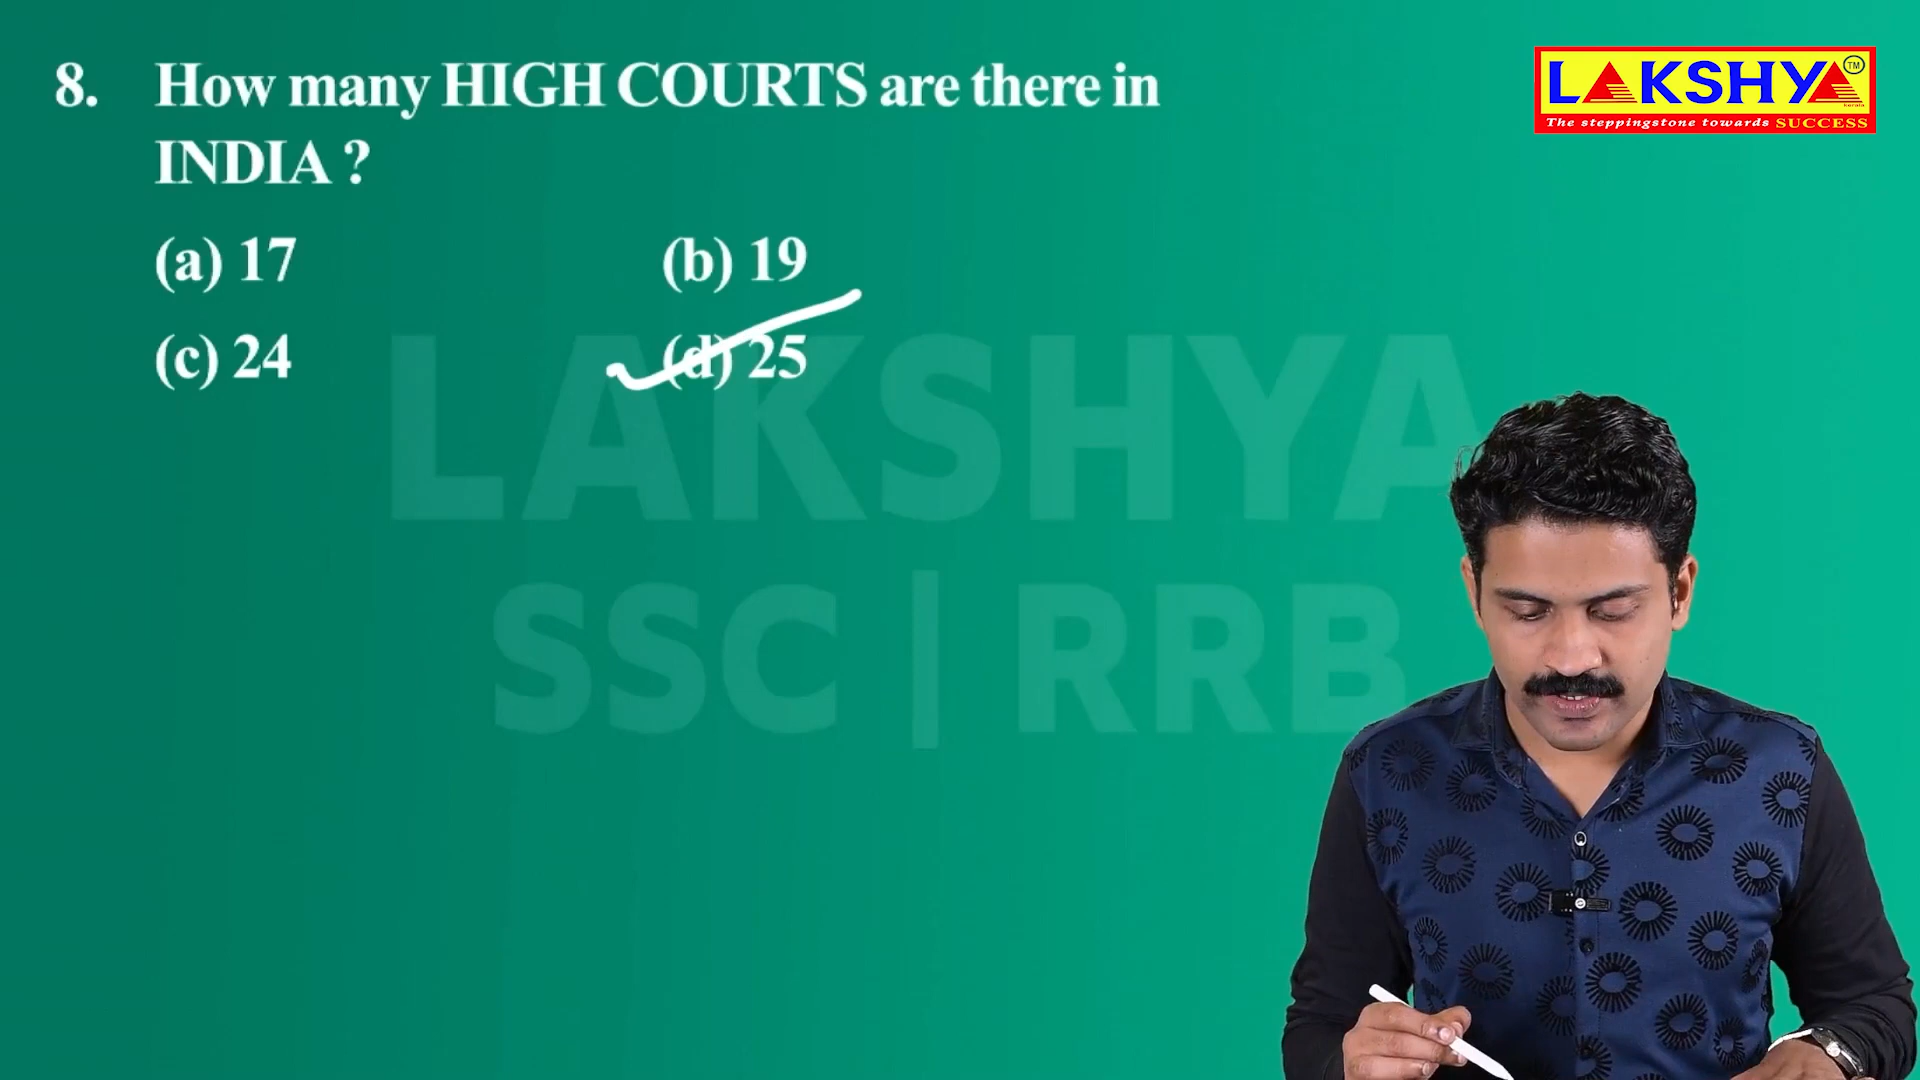 8. How many HIGH COURTS are there in
INDIA ?
(a) 17 (b) 19
(c) 24 (d) 25
LAKSHYA TM
The steppingstone towards SUCCESS
LAKSHYA
SSC | RRB